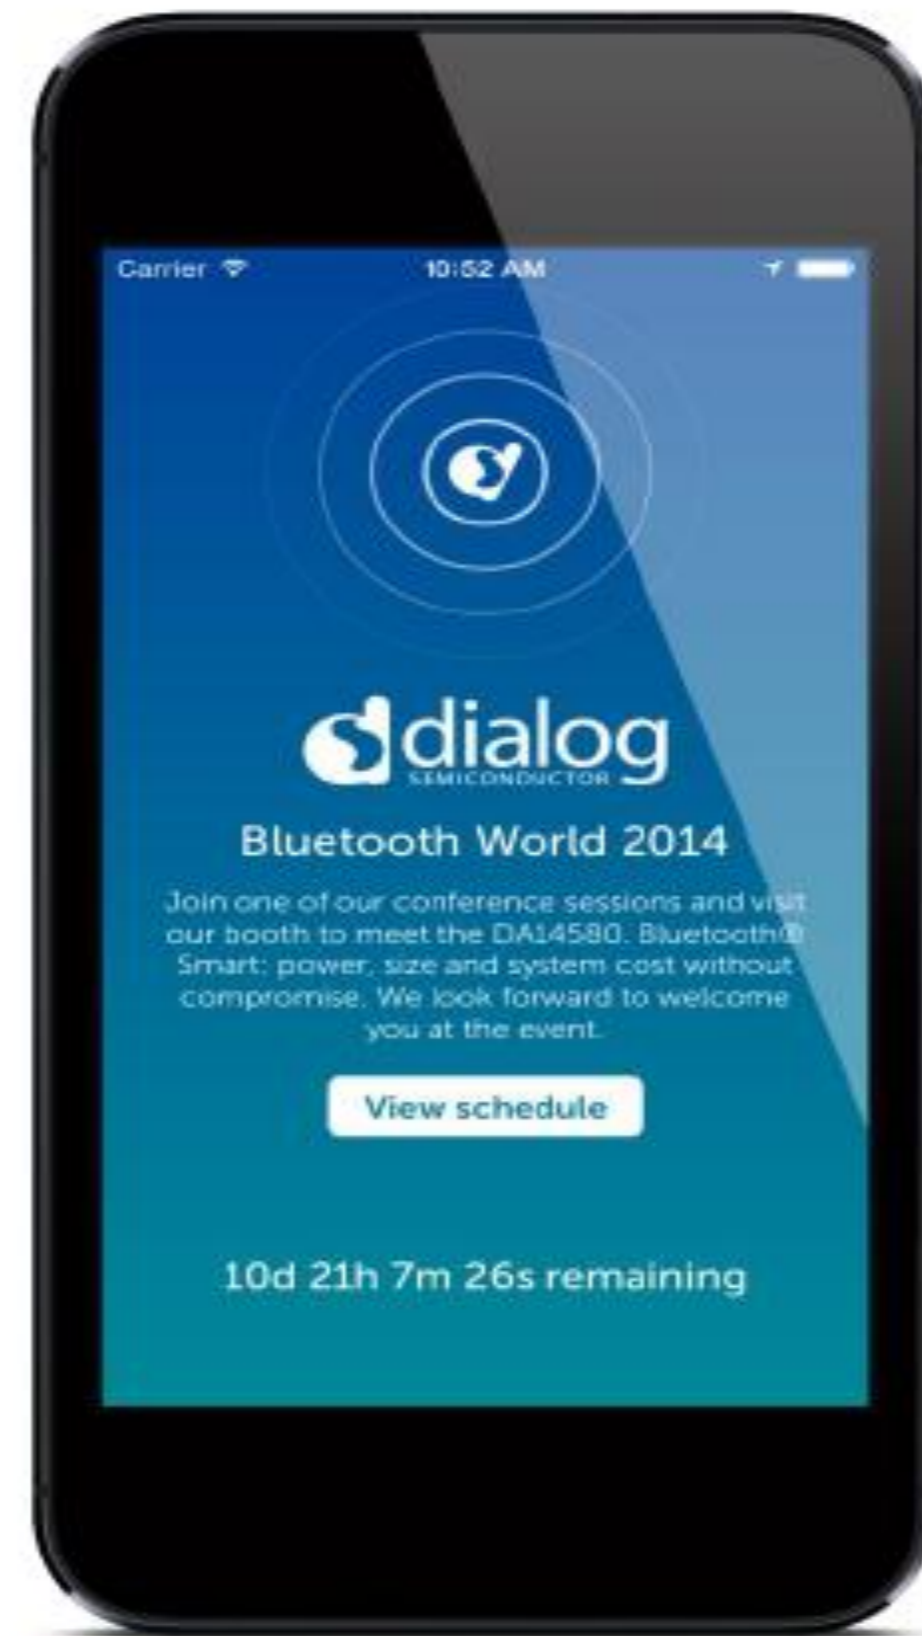 Carrier
10:52 AM
dialog
SEMICONDUCTOR
Bluetooth World 2014
Join one of our conference sessions and visit
our booth to meet the DA14580. Bluetooth®
Smart: power, size and system cost without
compromise. We look forward to welcome
you at the event.
View schedule
10d 21h 7m 26s remaining